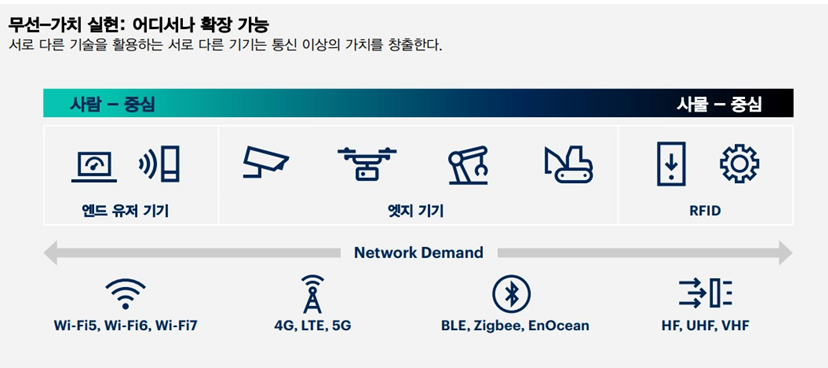 무선–가치 실현: 어디서나 확장 가능
서로 다른 기술을 활용하는 서로 다른 기기는 통신 이상의 가치를 창출한다.
사람 – 중심 사물 – 중심
엔드 유저 기기 엣지 기기 RFID
Network Demand
Wi-Fi5, Wi-Fi6, Wi-Fi7 4G, LTE, 5G BLE, Zigbee, EnOcean HF, UHF, VHF